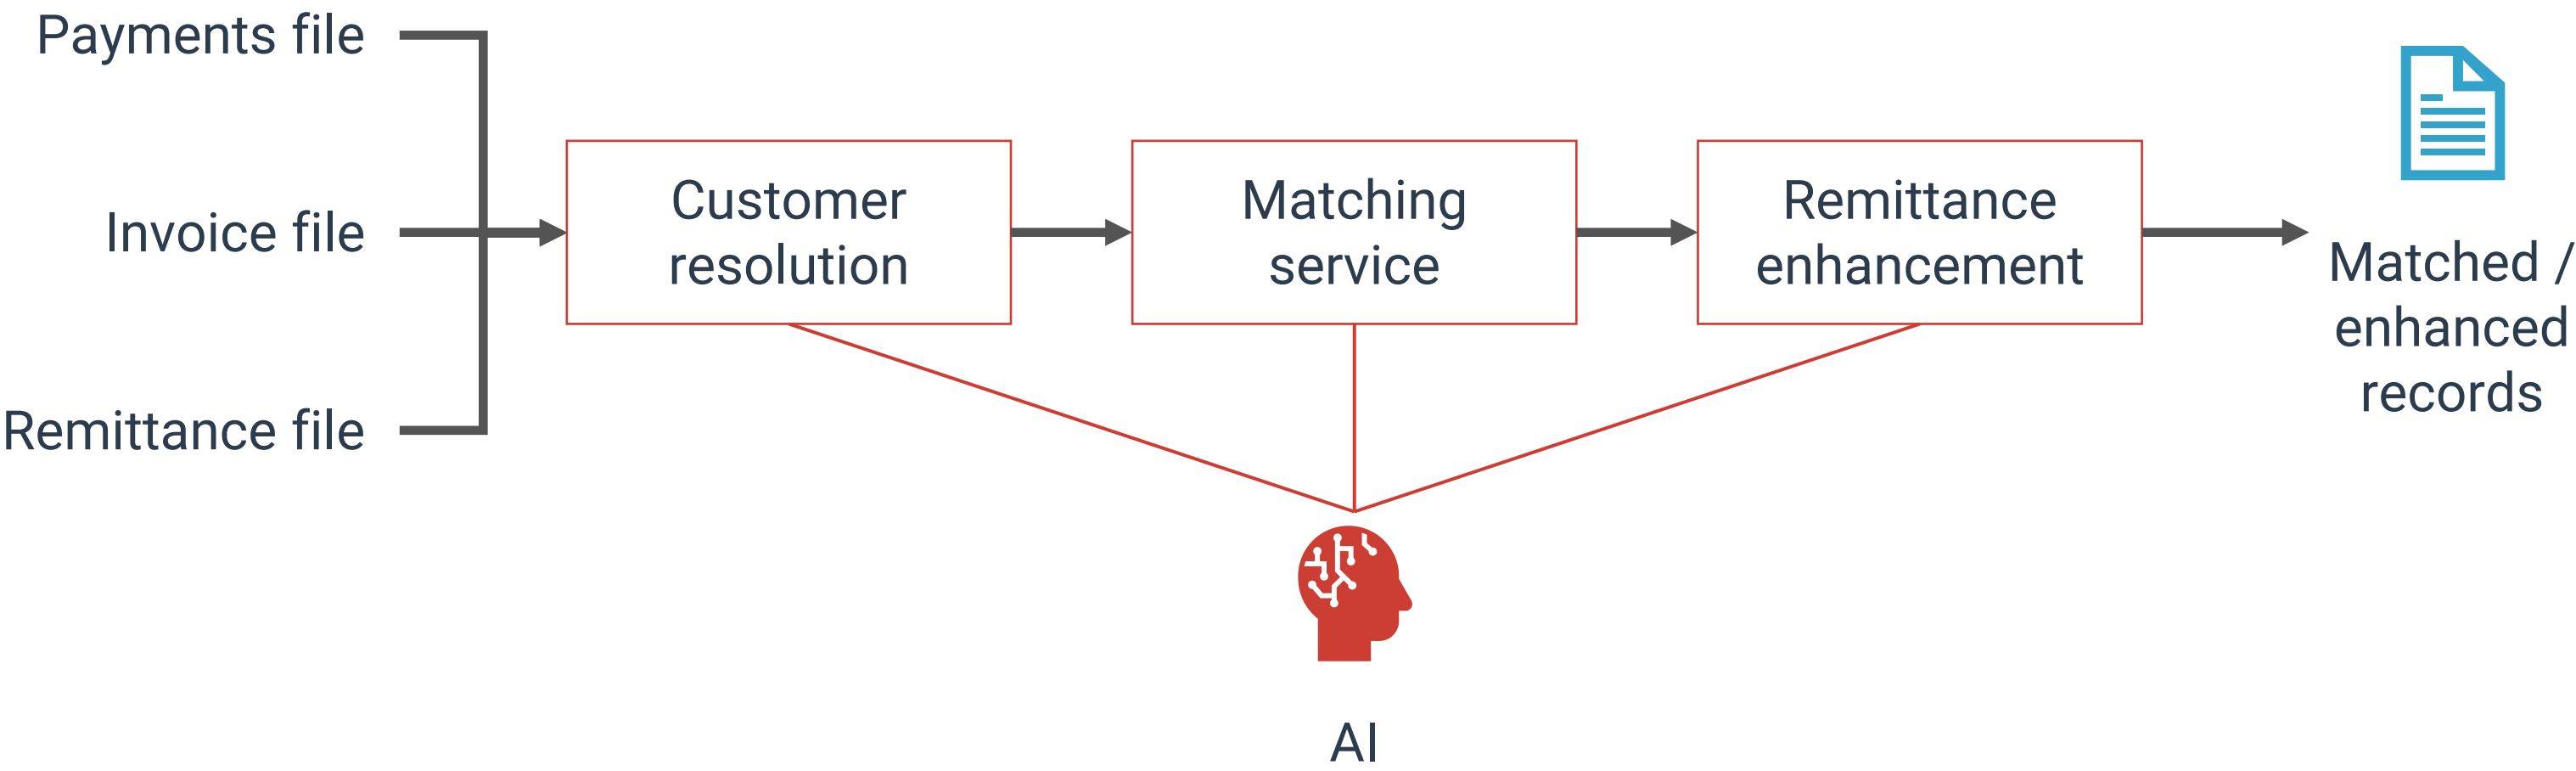 Payments file
Invoice file
Remittance file
Customer
resolution
Matching
service
Remittance
enhancement
Matched /
enhanced
records
AI